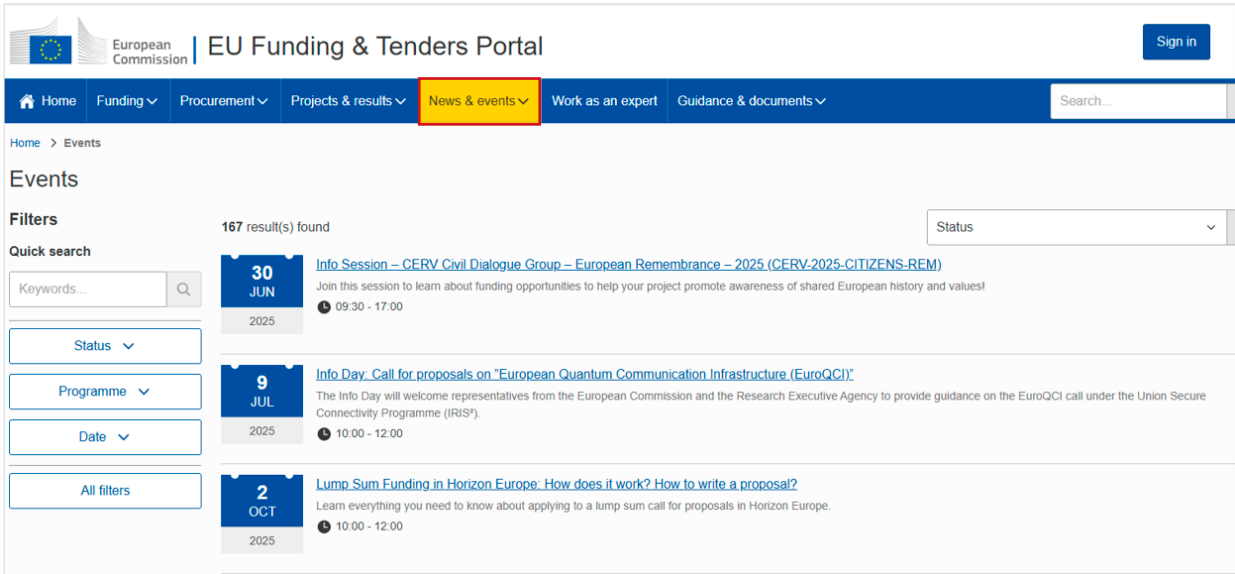 European
Commission
EU Funding & Tenders Portal
Sign in
Home Funding Procurement Projects & results News & events Work as an expert Guidance & documents Search...
Home > Events
Events
Filters
167 result(s) found
Status
Quick search
Keywords...
Status
Programme
Date
All filters
30
JUN
2025
Info Session – CERV Civil Dialogue Group – European Remembrance – 2025 (CERV-2025-CITIZENS-REM)
Join this session to learn about funding opportunities to help your project promote awareness of shared European history and values!
09:30 - 17:00
9
JUL
2025
Info Day: Call for proposals on "European Quantum Communication Infrastructure (EuroQCI)"
The Info Day will welcome representatives from the European Commission and the Research Executive Agency to provide guidance on the EuroQCI call under the Union Secure
Connectivity Programme (IRIS²).
10:00 - 12:00
2
OCT
2025
Lump Sum Funding in Horizon Europe: How does it work? How to write a proposal?
Learn everything you need to know about applying to a lump sum call for proposals in Horizon Europe.
10:00 - 12:00